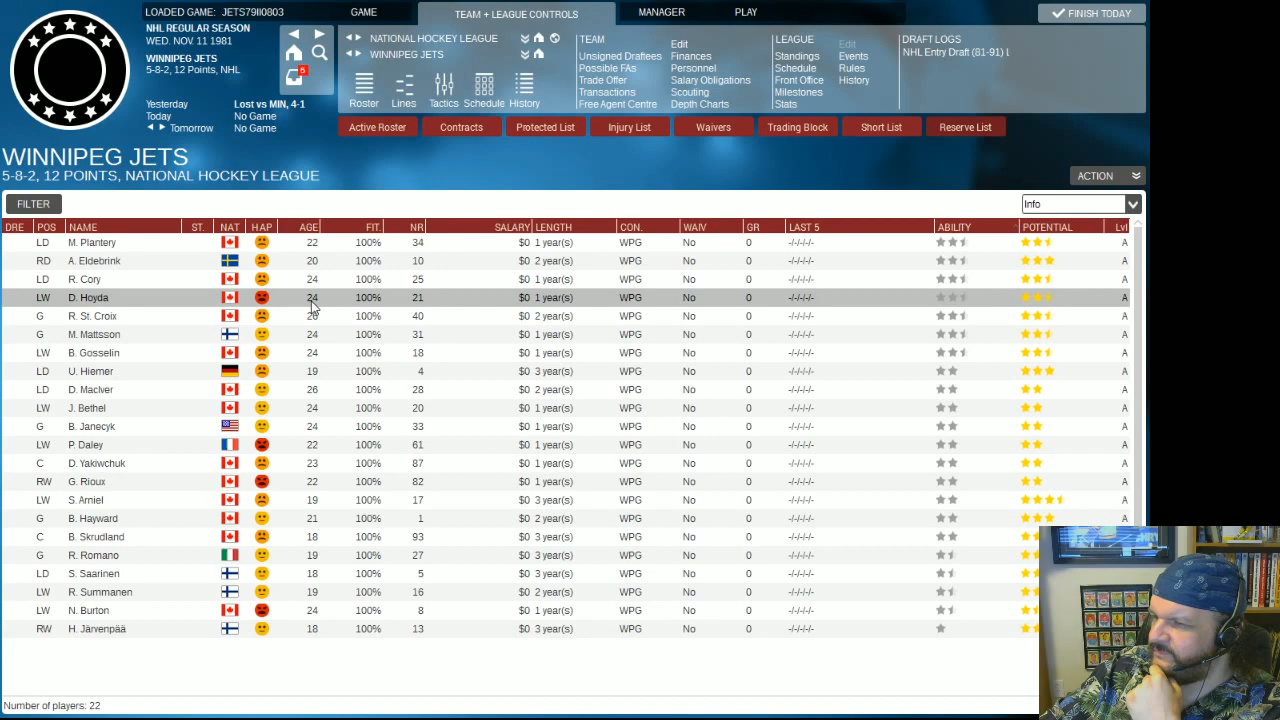 LOADED GAME: JETS79II0803 GAME TEAM + LEAGUE CONTROLS MANAGER PLAY
FINISH TODAY
NHL REGULAR SEASON
WED. NOV. 11 1981
WINNIPEG JETS
5-8-2, 12 POINTS, NHL
5
Yesterday Lost vs MIN, 4-1
Today No Game
Tomorrow No Game
NATIONAL HOCKEY LEAGUE
WINNIPEG JETS
Roster Lines Tactics Schedule History
TEAM
Unsigned Draftees
Possible FAs
Trade Offer
Transactions
Free Agent Centre
Edit
Finances
Personnel
Salary Obligations
Scouting
Depth Charts
LEAGUE
Standings
Schedule
Front Office
Milestones
Stats
Edit
Events
Rules
History
DRAFT LOGS
NHL Entry Draft (81-91) L
Active Roster Contracts Protected List Injury List Waivers Trading Block Short List Reserve List
WINNIPEG JETS
5-8-2, 12 POINTS, NATIONAL HOCKEY LEAGUE
ACTION
FILTER Info
DRE POS NAME ST. NAT HAP AGE FIT. NR SALARY LENGTH CON. WAIV GR LAST 5 ABILITY POTENTIAL Lvl
LD M. Plantery 22 100% 34 $0 1 year(s) WPG No 0 -/-/-/-/- A
RD A. Eldebrink 20 100% 10 $0 1 year(s) WPG No 0 -/-/-/-/- A
LD R. Cory 24 100% 25 $0 1 year(s) WPG No 0 -/-/-/-/- A
LW D. Hoyda 24 100% 21 $0 1 year(s) WPG No 0 -/-/-/-/- A
G R. St. Croix 100% 40 $0 2 year(s) WPG No 0 -/-/-/-/- A
G M. Mattsson 24 100% 31 $0 1 year(s) WPG No 0 -/-/-/-/- A
LW B. Gosselin 24 100% 18 $0 1 year(s) WPG No 0 -/-/-/-/- A
LD U. Hiemer 19 100% 4 $0 3 year(s) WPG No 0 -/-/-/-/- A
LD D. MacIver 26 100% 28 $0 2 year(s) WPG No 0 -/-/-/-/- A
LW J. Bethel 24 100% 20 $0 1 year(s) WPG No 0 -/-/-/-/- A
G B. Janecyk 24 100% 33 $0 1 year(s) WPG No 0 -/-/-/-/- A
LW P. Daley 22 100% 61 $0 1 year(s) WPG No 0 -/-/-/-/- A
C D. Yakiwchuk 23 100% 87 $0 1 year(s) WPG No 0 -/-/-/-/- A
RW G. Rioux 22 100% 82 $0 1 year(s) WPG No 0 -/-/-/-/- A
LW S. Arniel 19 100% 17 $0 3 year(s) WPG No 0 -/-/-/-/- A
G B. Hayward 21 100% 1 $0 2 year(s) WPG No 0 -/-/-/-/- A
C B. Skrudland 18 100% 93 $0 3 year(s) WPG No 0 -/-/-/-/-
G R. Romano 19 100% 27 $0 3 year(s) WPG No 0 -/-/-/-/-
LD S. Saarinen 18 100% 5 $0 3 year(s) WPG No 0 -/-/-/-/-
LW R. Summanen 19 100% 16 $0 2 year(s) WPG No 0 -/-/-/-/-
LW N. Burton 24 100% 8 $0 1 year(s) WPG No 0 -/-/-/-/-
RW H. Järvenpää 18 100% 13 $0 3 year(s) WPG No 0 -/-/-/-/-
Number of players: 22